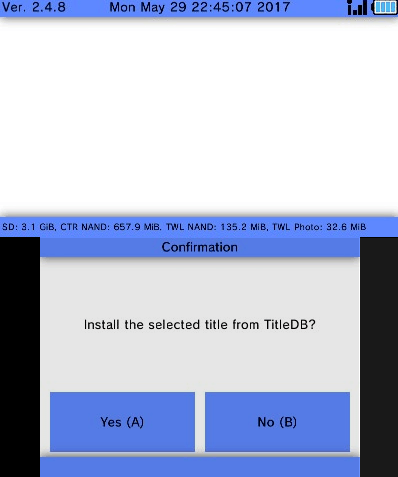 Ver. 2.4.8 Mon May 29 22:45:07 2017
SD: 3.1 GiB, CTR NAND: 657.9 MiB, TWL NAND: 135.2 MiB, TWL Photo: 32.6 MiB
Confirmation
Install the selected title from TitleDB?
Yes (A) No (B)